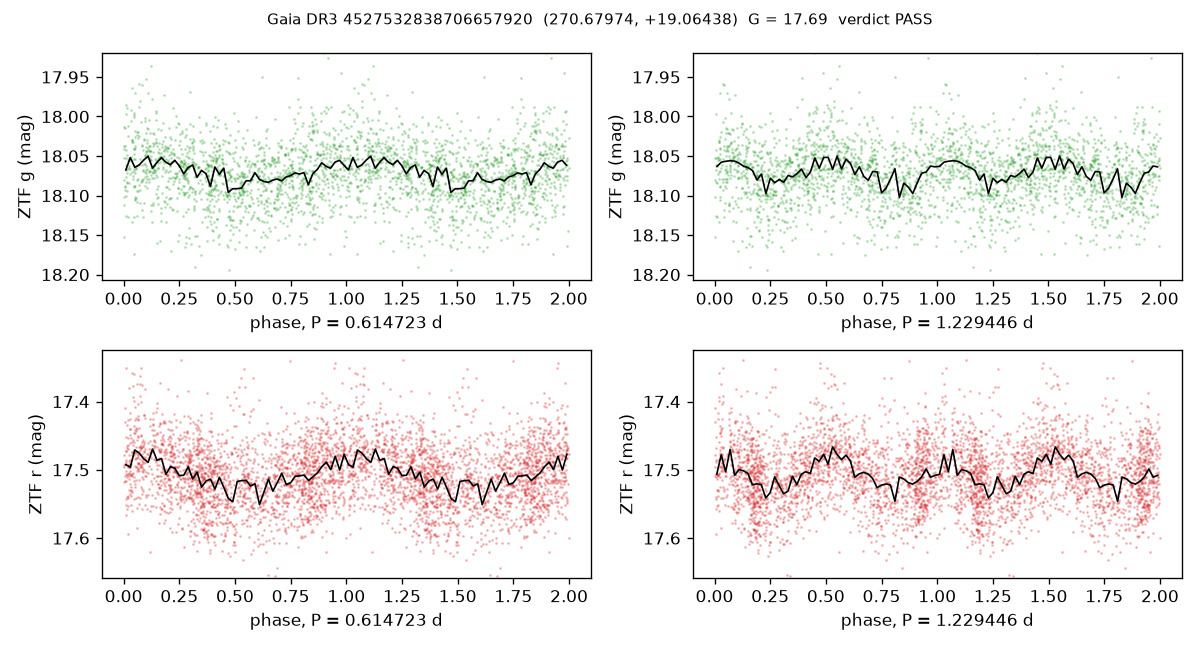 Gaia DR3 4527532838706657920 (270.67974, +19.06438) G = 17.69 verdict PASS
ZTF g (mag)
17.95
18.00
18.05
18.10
18.15
18.20
0.00 0.25 0.50 0.75 1.00 1.25 1.50 1.75 2.00
phase, P = 0.614723 d
ZTF g (mag)
17.95
18.00
18.05
18.10
18.15
18.20
0.00 0.25 0.50 0.75 1.00 1.25 1.50 1.75 2.00
phase, P = 1.229446 d
ZTF r (mag)
17.4
17.5
17.6
0.00 0.25 0.50 0.75 1.00 1.25 1.50 1.75 2.00
phase, P = 0.614723 d
ZTF r (mag)
17.4
17.5
17.6
0.00 0.25 0.50 0.75 1.00 1.25 1.50 1.75 2.00
phase, P = 1.229446 d